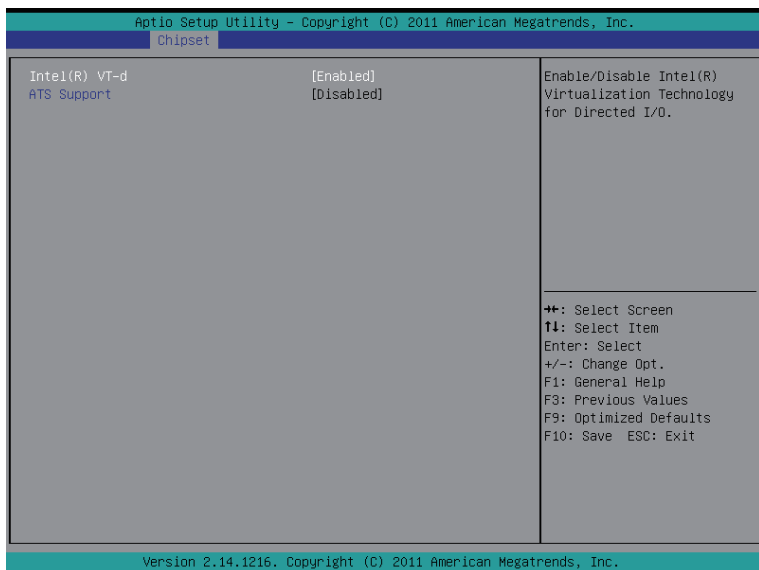 Aptio Setup Utility – Copyright (C) 2011 American Megatrends, Inc.
Chipset
Intel(R) VT-d [Enabled]
ATS Support [Disabled]
Enable/Disable Intel(R)
Virtualization Technology
for Directed I/O.
→←: Select Screen
↑↓: Select Item
Enter: Select
+/-: Change Opt.
F1: General Help
F3: Previous Values
F9: Optimized Defaults
F10: Save ESC: Exit
Version 2.14.1216. Copyright (C) 2011 American Megatrends, Inc.